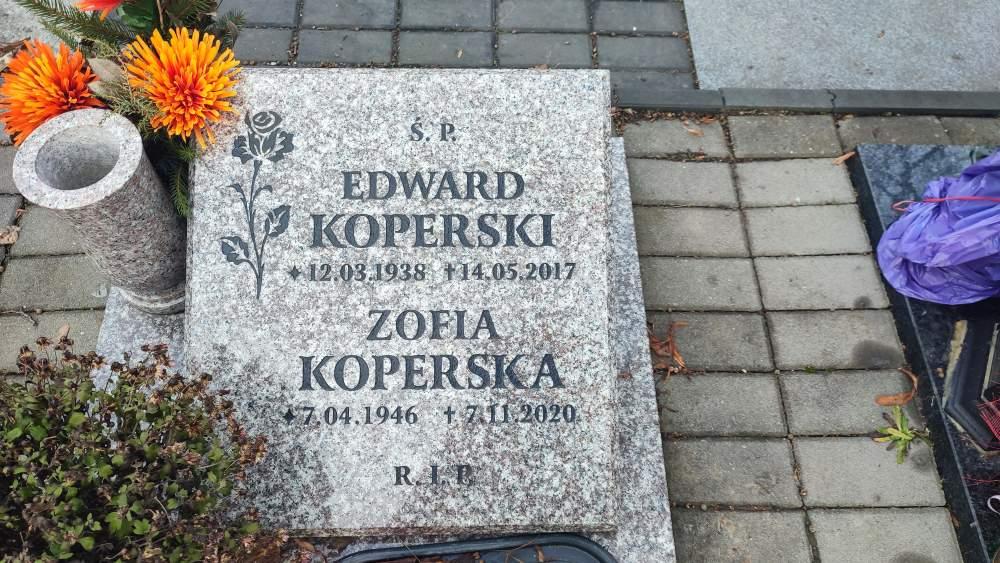 Ś. P.
EDWARD
KOPERSKI
✦12.03.1938 †14.05.2017
ZOFIA
KOPERSKA
✦7.04.1946 †7.11.2020
R. I. P.